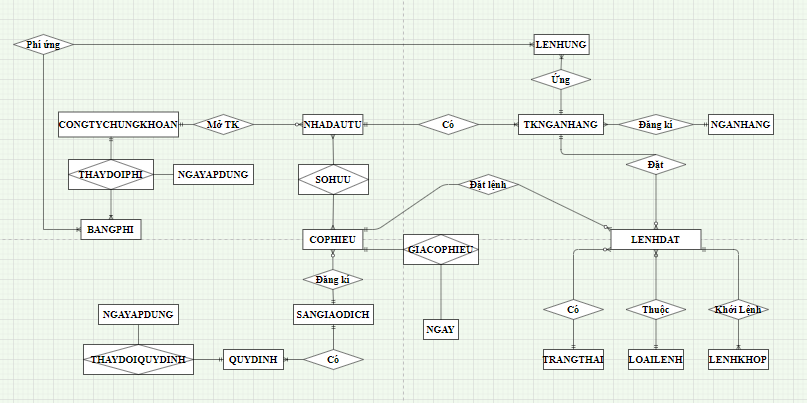 Phí ứng
LENHUNG
Ứng
CONGTYCHUNGKHOAN
Mở TK
NHADAUTU
Có
TKNGANHANG
Đăng kí
NGANHANG
THAYDOIPHI
NGAYAPDUNG
SOHUU
Đặt
Đặt lệnh
BANGPHI
COPHIEU
GIACOPHIEU
LENHDAT
Đăng kí
NGAYAPDUNG
SANGIAODICH
Có
Thuộc
Khới Lệnh
NGAY
THAYDOIQUYDINH
QUYDINH
Có
TRANGTHAI
LOAILENH
LENHKHOP